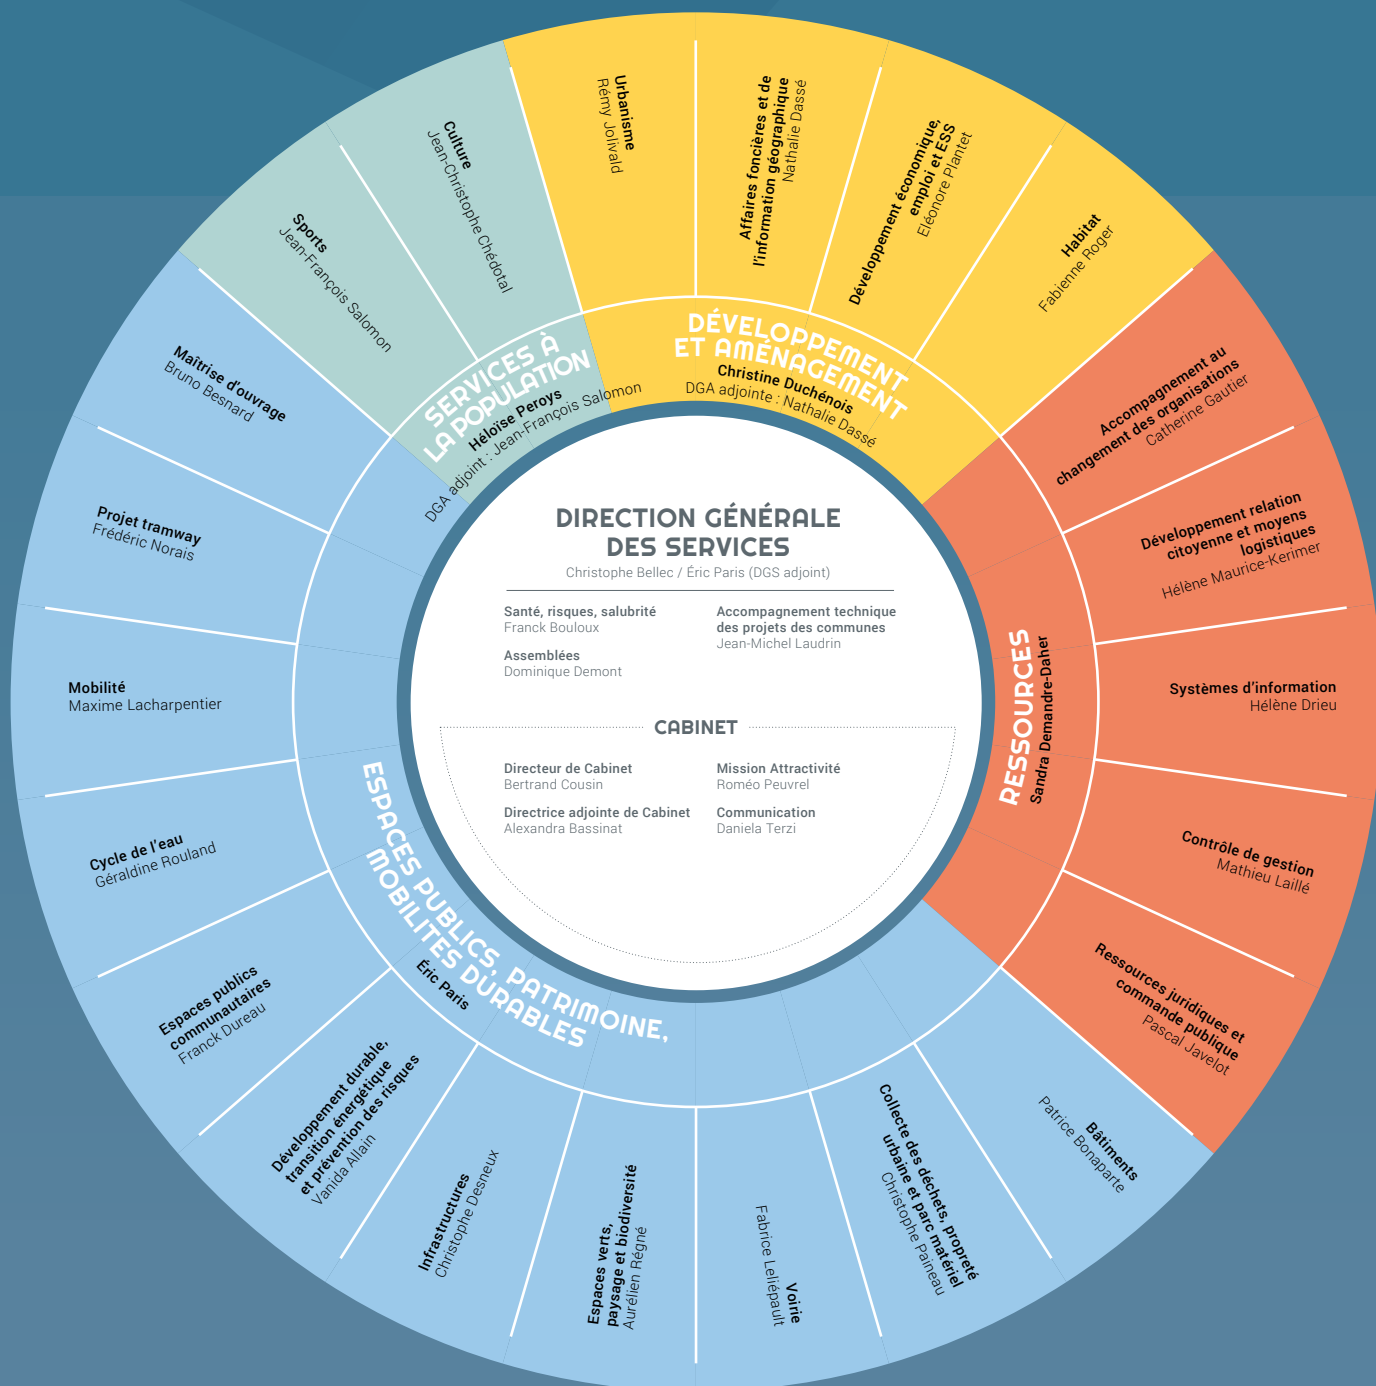 DIRECTION GÉNÉRALE
DES SERVICES
Christophe Bellec / Éric Paris (DGS adjoint)
Santé, risques, salubrité
Franck Bouloux
Assemblées
Dominique Demont
Accompagnement technique
des projets des communes
Jean-Michel Laudrin
CABINET
Directeur de Cabinet
Bertrand Cousin
Directrice adjointe de Cabinet
Alexandra Bassinat
Mission Attractivité
Roméo Peuvrel
Communication
Daniela Terzi
SERVICES À
LA POPULATION
Héloïse Peroys
DGA adjoint : Jean-François Salomon
Sports
Jean-François Salomon
Culture
Jean-Christophe Chédotal
DÉVELOPPEMENT
ET AMÉNAGEMENT
Christine Duchénois
DGA adjointe : Nathalie Dassé
Urbanisme
Rémy Jolivald
Affaires foncières et de
l'information géographique
Nathalie Dassé
Développement économique,
emploi et ESS
Eléonore Plantet
Habitat
Fabienne Roger
RESSOURCES
Sandra Demandre-Daher
Accompagnement au
changement des organisations
Catherine Gautier
Développement relation
citoyenne et moyens
logistiques
Hélène Maurice-Kerimer
Systèmes d'information
Hélène Drieu
Contrôle de gestion
Mathieu Laillé
Ressources juridiques et
commande publique
Pascal Javelot
ESPACES PUBLICS, PATRIMOINE,
MOBILITES DURABLES
Éric Paris
Bâtiments
Patrice Bonaparte
Collecte des déchets, propreté
urbaine et parc matériel
Christophe Paineau
Voirie
Fabrice Leliépault
Espaces verts,
paysage et biodiversité
Aurélien Régné
Infrastructures
Christophe Desneux
Développement durable,
transition énergétique
et prévention des risques
Vanida Allain
Espaces publics
communautaires
Franck Dureau
Cycle de l'eau
Géraldine Rouland
Mobilité
Maxime Lacharpentier
Projet tramway
Frédéric Norais
Maîtrise d'ouvrage
Bruno Besnard